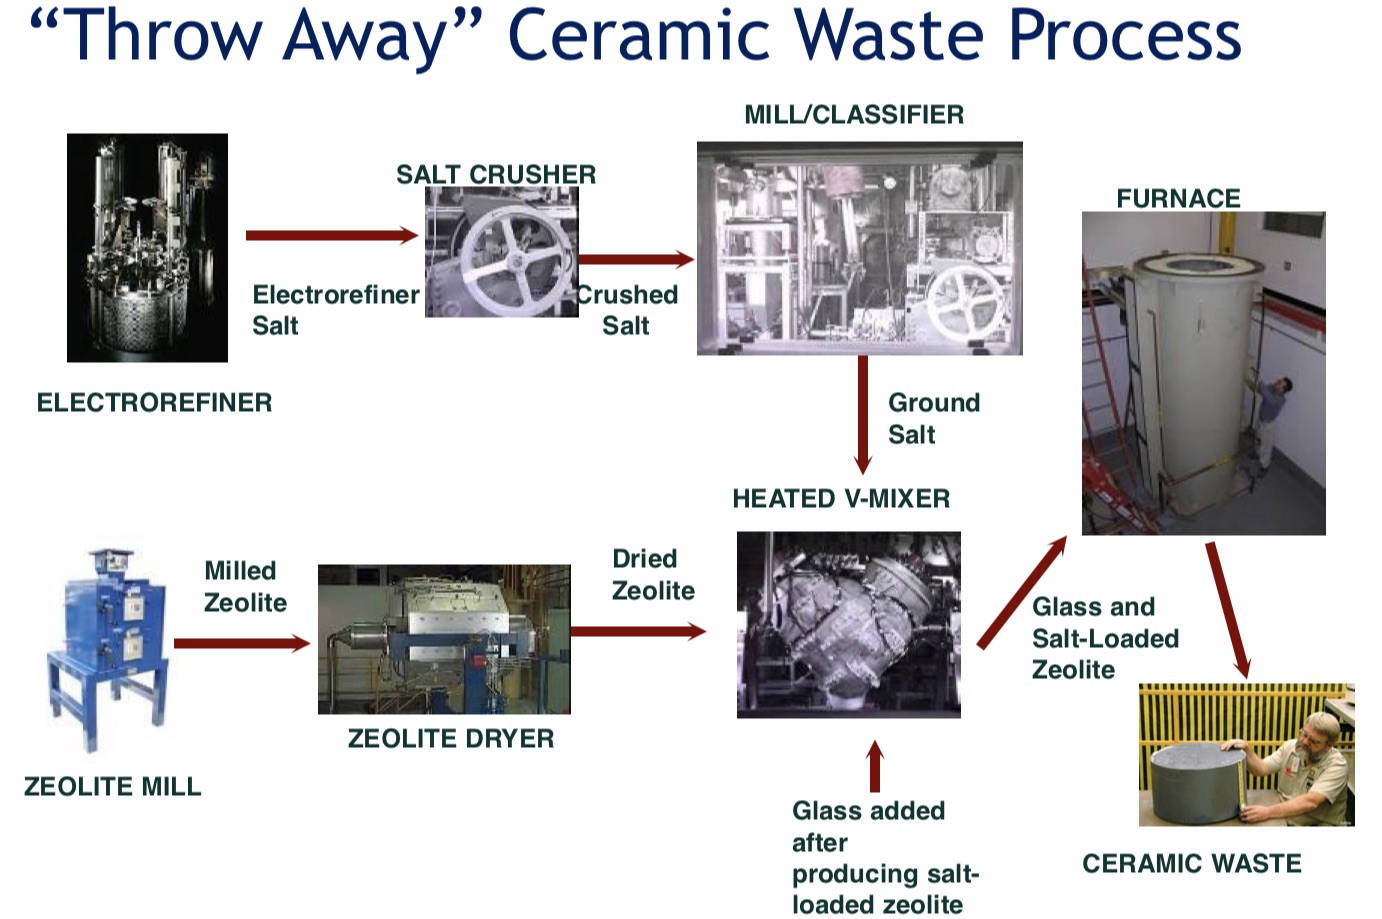 “Throw Away” Ceramic Waste Process
MILL/CLASSIFIER
SALT CRUSHER
FURNACE
Electrorefiner
Salt
Crushed
Salt
ELECTROREFINER
Ground
Salt
HEATED V-MIXER
Milled
Zeolite
Dried
Zeolite
Glass and
Salt-Loaded
Zeolite
ZEOLITE DRYER
ZEOLITE MILL
Glass added
after
producing salt-
loaded zeolite
CERAMIC WASTE